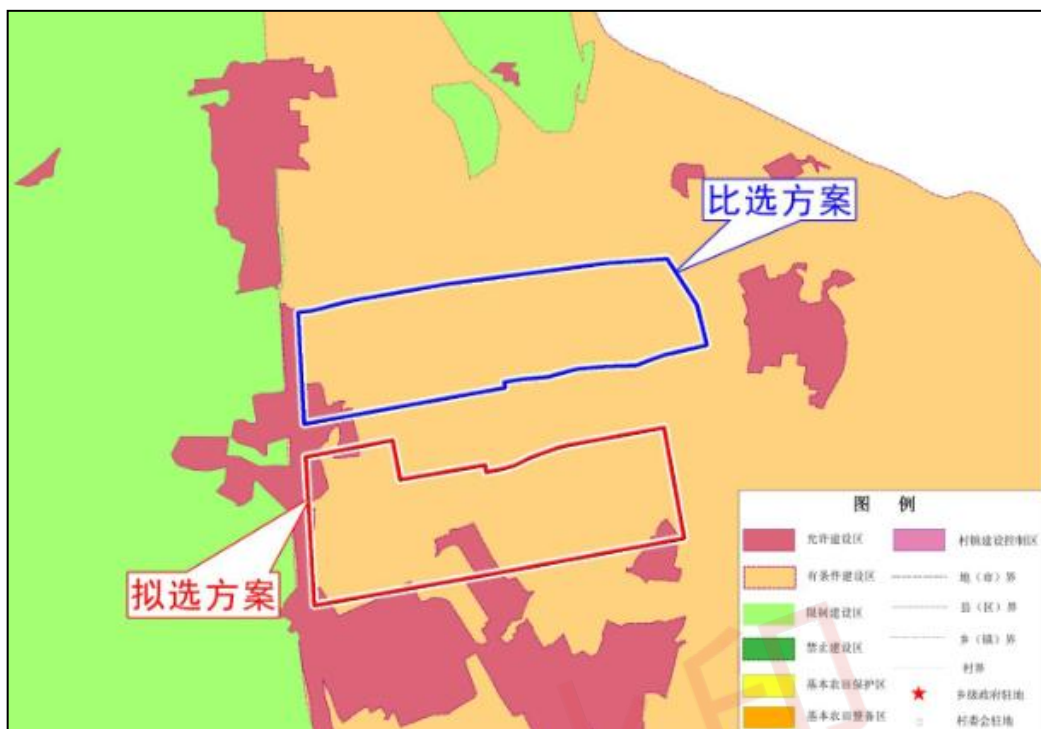 比选方案
拟选方案
图 例
允许建设区
村镇建设控制区
有条件建设区
地（市）界
限制建设区
县（区）界
禁止建设区
乡（镇）界
基本农田保护区
村界
基本农田整备区
乡级政府驻地
村委会驻地